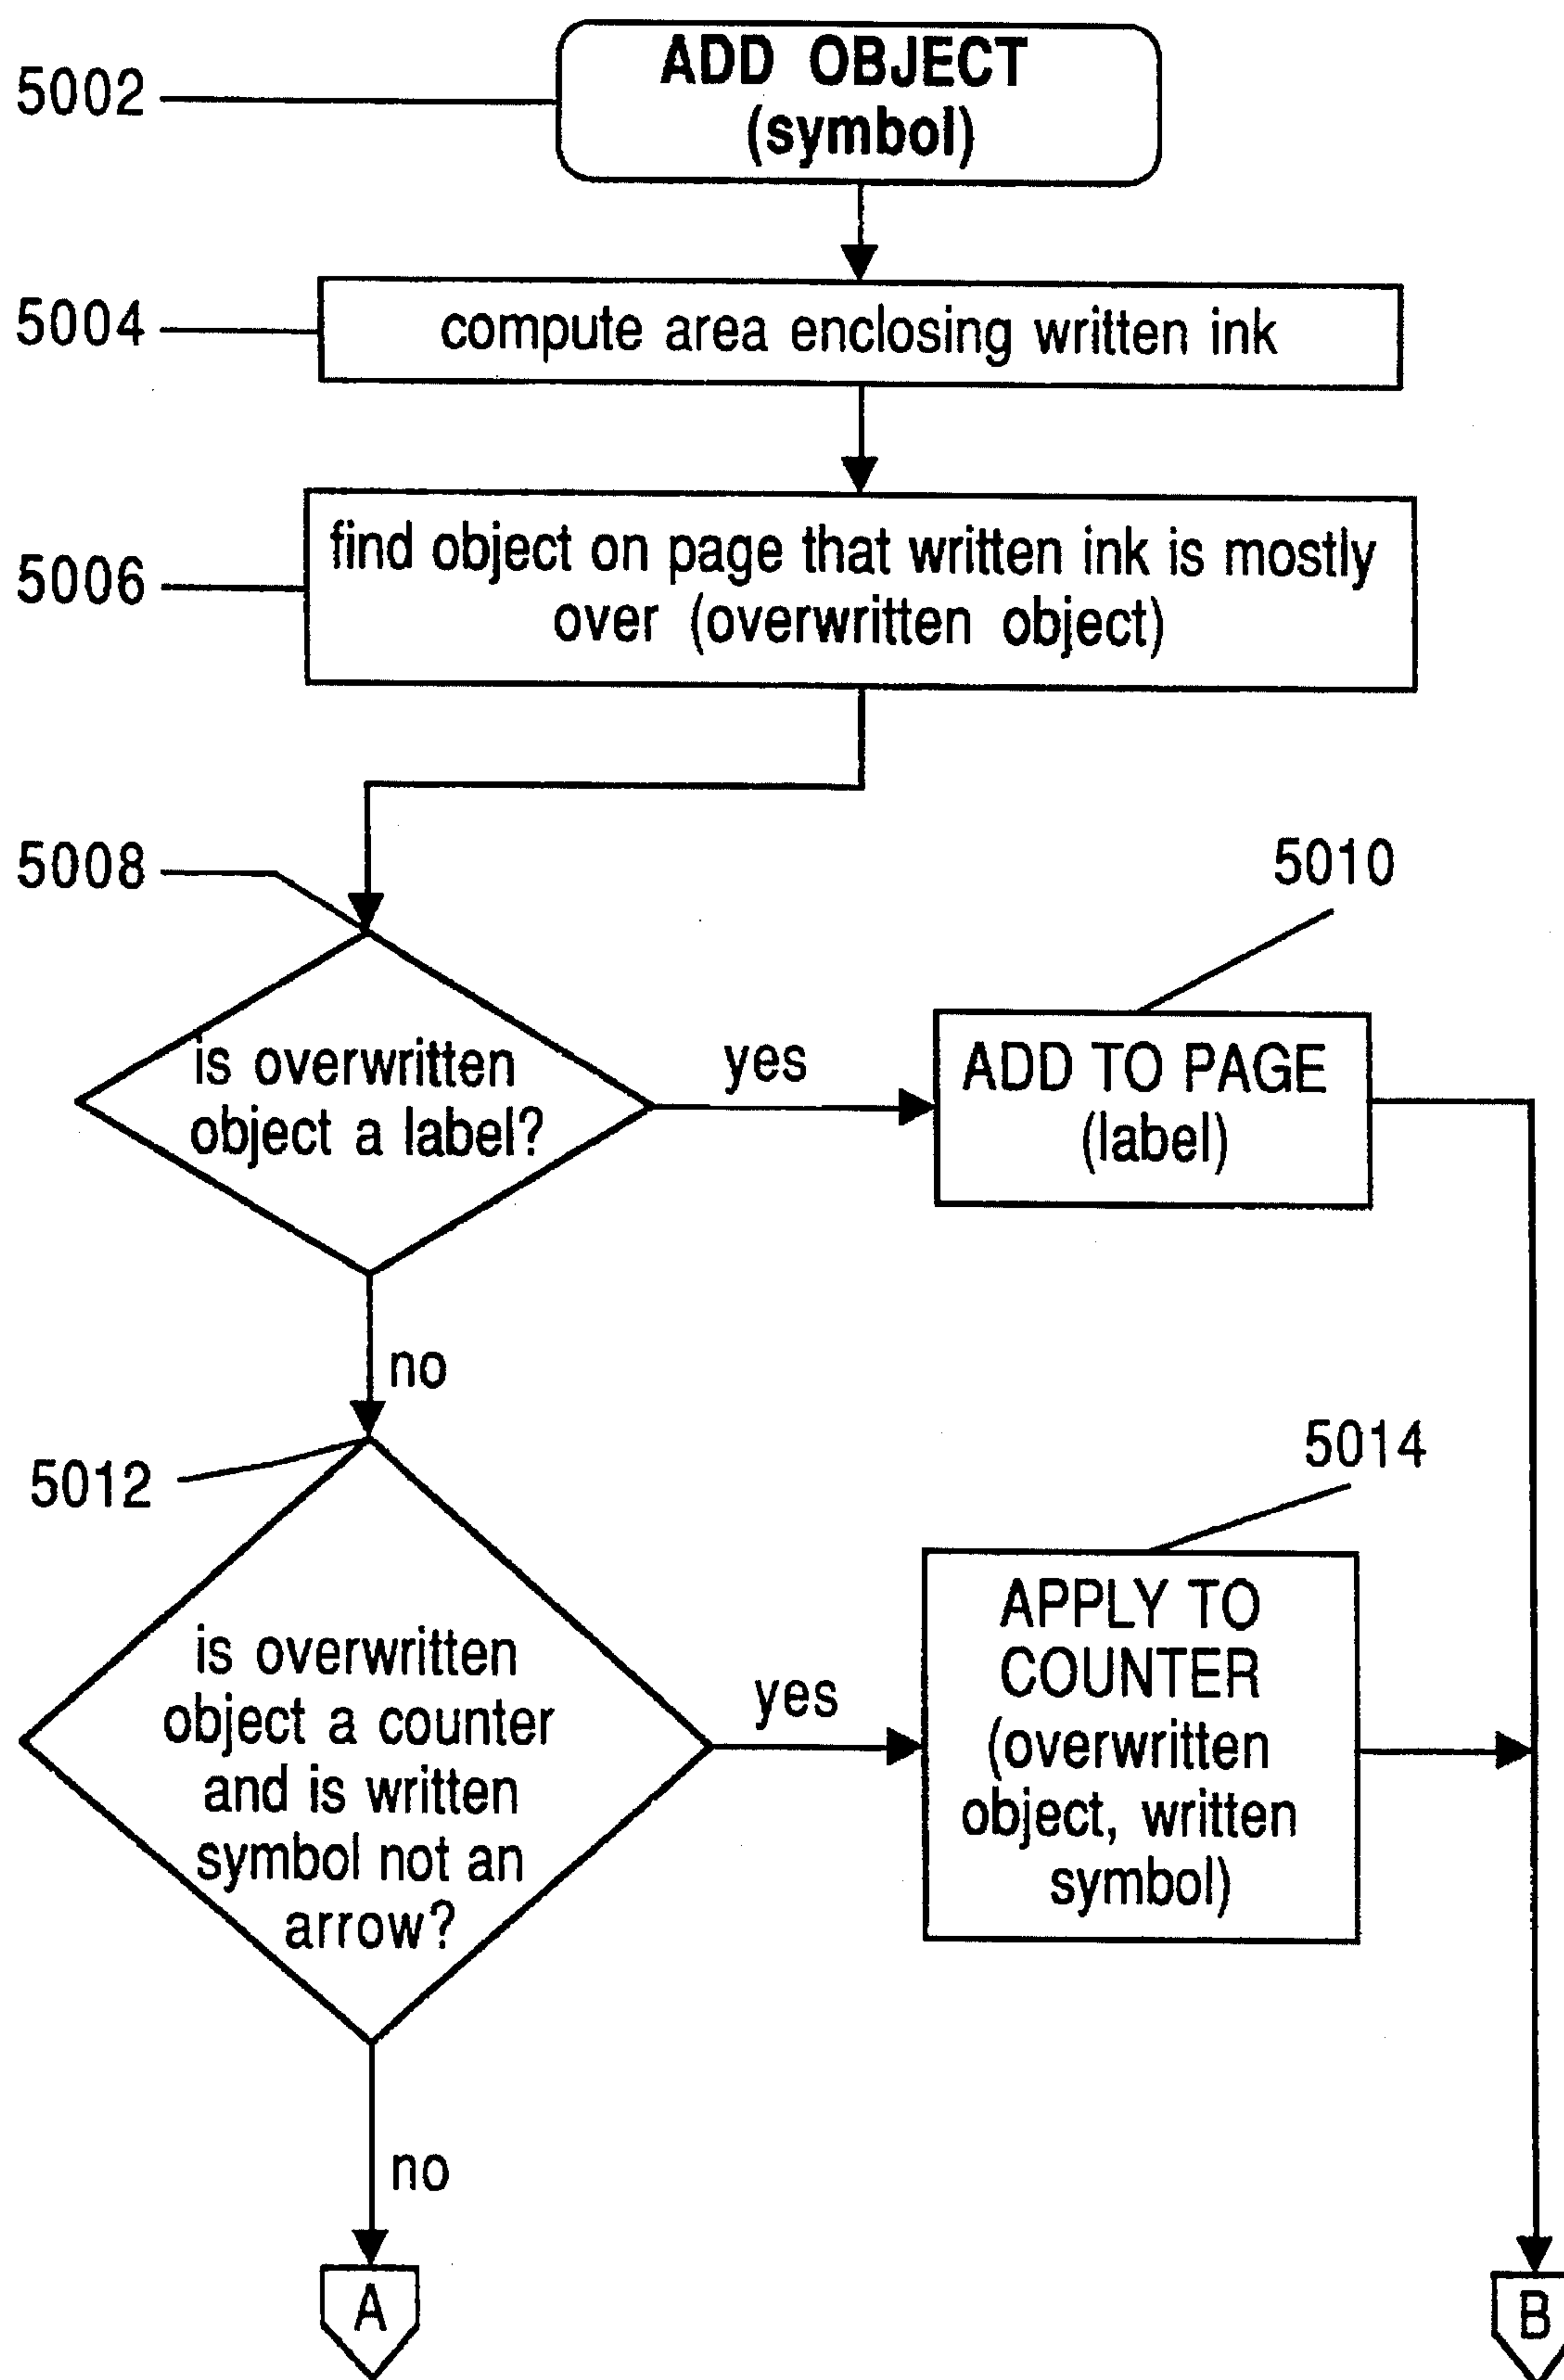 5002
ADD OBJECT
(symbol)
5004
compute area enclosing written ink
5006
find object on page that written ink is mostly
over (overwritten object)
5008
5010
is overwritten
object a label?
yes
ADD TO PAGE
(label)
no
5012
5014
is overwritten
object a counter
and is written
symbol not an
arrow?
yes
APPLY TO
COUNTER
(overwritten
object, written
symbol)
no
A
B